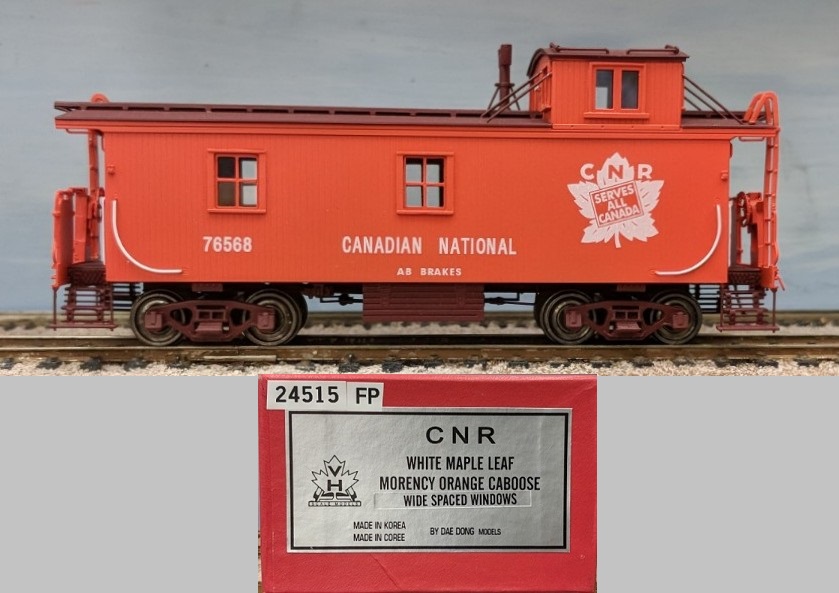 CNR
SERVES
ALL
CANADA
76568
CANADIAN NATIONAL
AB BRAKES
24515 FP
CNR
WHITE MAPLE LEAF
MORENCY ORANGE CABOOSE
WIDE SPACED WINDOWS
VH
MADE IN KOREA
MADE IN COREE
BY DAE DONG MODELS